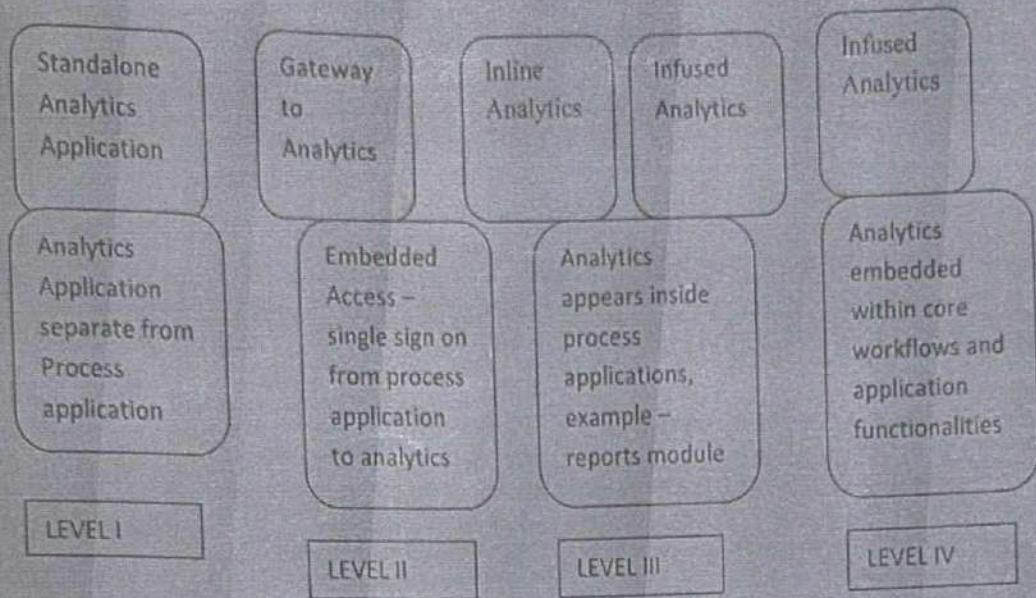 Standalone
Analytics
Application
Gateway
to
Analytics
Inline
Analytics
Infused
Analytics
Infused
Analytics
Analytics
Application
separate from
Process
application
Embedded
Access –
single sign on
from process
application
to analytics
Analytics
appears inside
process
applications,
example –
reports module
Analytics
embedded
within core
workflows and
application
functionalities
LEVEL I
LEVEL II
LEVEL III
LEVEL IV